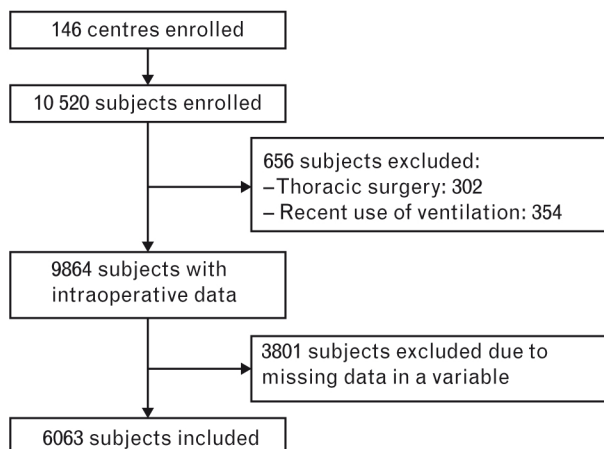 146 centres enrolled
10 520 subjects enrolled
656 subjects excluded:
– Thoracic surgery: 302
– Recent use of ventilation: 354
9864 subjects with
intraoperative data
3801 subjects excluded due to
missing data in a variable
6063 subjects included